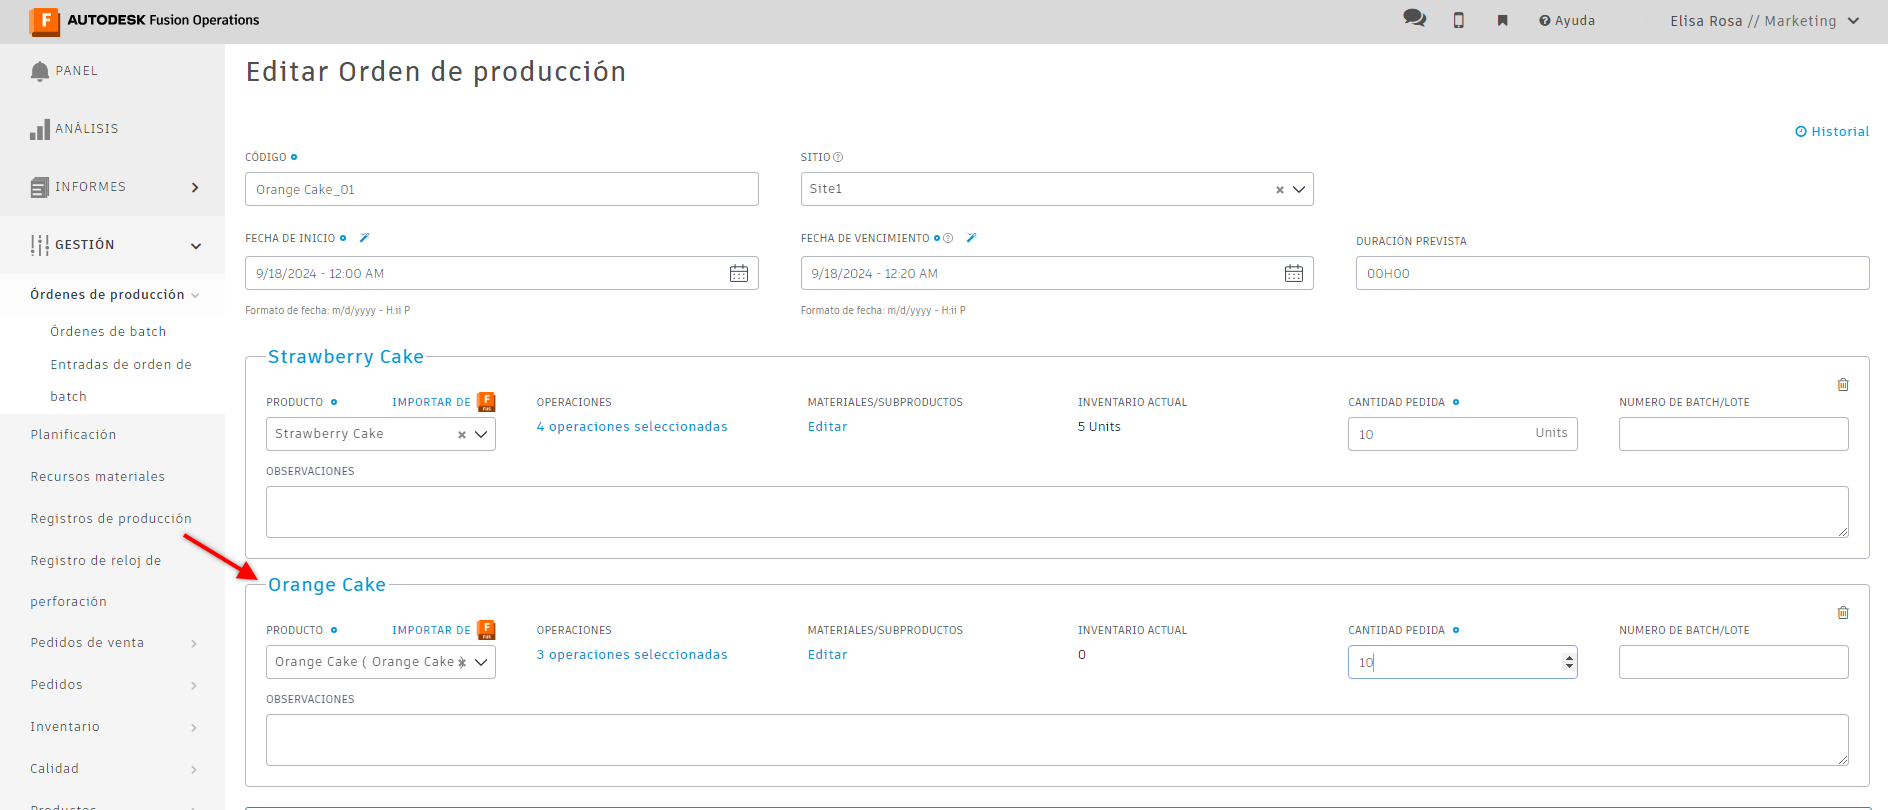 F AUTODESK Fusion Operations
Ayuda
Elisa Rosa // Marketing
PANEL
ANÁLISIS
INFORMES
GESTIÓN
Órdenes de producción
Órdenes de batch
Entradas de orden de
batch
Planificación
Recursos materiales
Registros de producción
Registro de reloj de
perforación
Pedidos de venta
Pedidos
Inventario
Calidad
Productos
Editar Orden de producción
Historial
CÓDIGO
SITIO
Orange Cake_01
Site1
FECHA DE INICIO
FECHA DE VENCIMIENTO
DURACIÓN PREVISTA
9/18/2024 - 12:00 AM
9/18/2024 - 12:20 AM
00H00
Formato de fecha: m/d/yyyy - H:ii P
Formato de fecha: m/d/yyyy - H:ii P
Strawberry Cake
PRODUCTO
IMPORTAR DE
F
FUS
OPERACIONES
MATERIALES/SUBPRODUCTOS
INVENTARIO ACTUAL
CANTIDAD PEDIDA
NUMERO DE BATCH/LOTE
Strawberry Cake
4 operaciones seleccionadas
Editar
5 Units
10
Units
OBSERVACIONES
Orange Cake
PRODUCTO
IMPORTAR DE
F
FUS
OPERACIONES
MATERIALES/SUBPRODUCTOS
INVENTARIO ACTUAL
CANTIDAD PEDIDA
NUMERO DE BATCH/LOTE
Orange Cake ( Orange Cake
3 operaciones seleccionadas
Editar
0
10
OBSERVACIONES